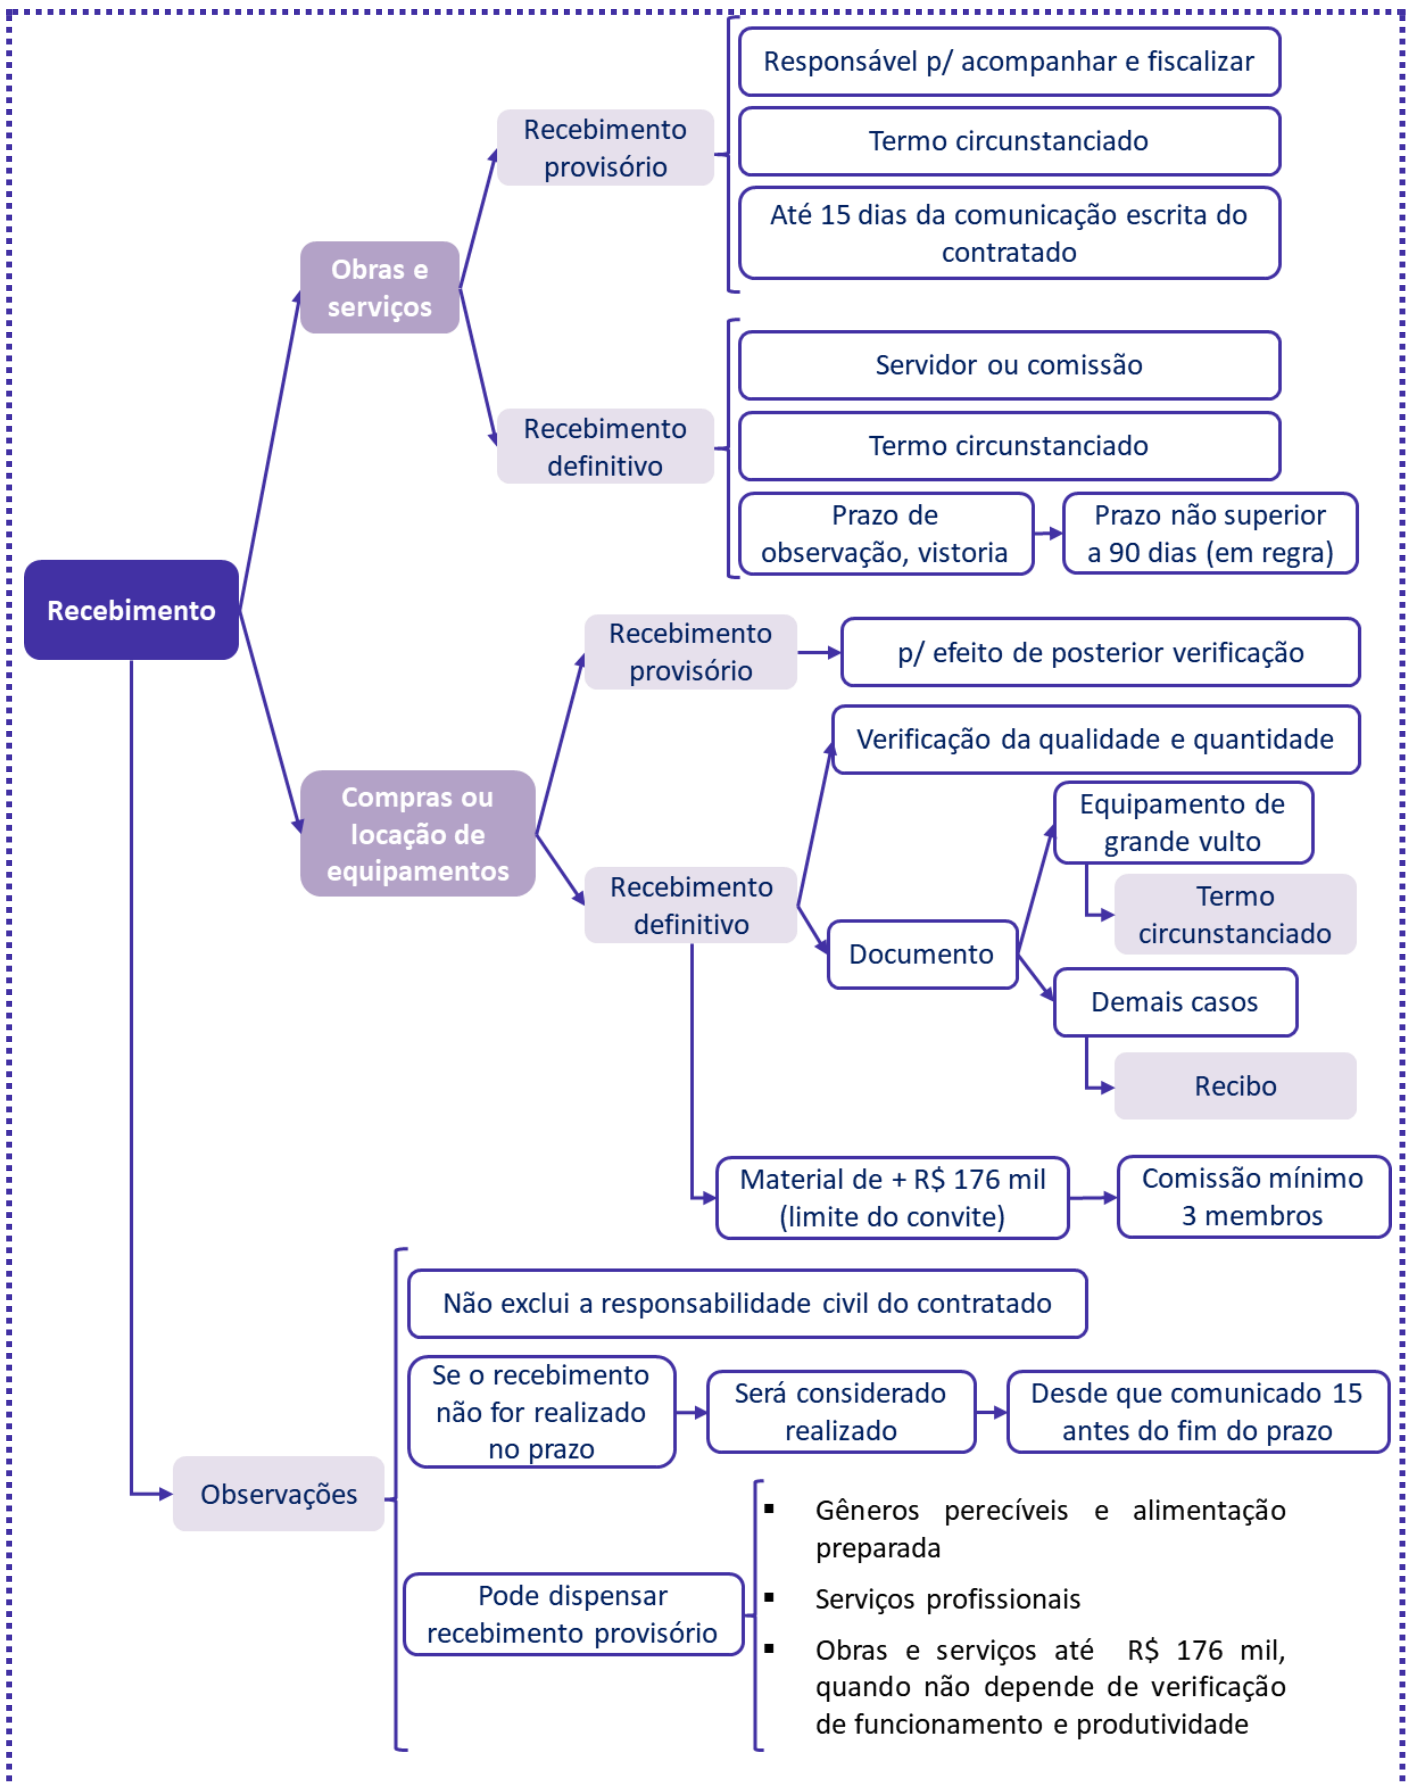 Responsável p/ acompanhar e fiscalizar
Recebimento
provisório
Termo circunstanciado
Até 15 dias da comunicação escrita do
contratado
Obras e
serviços
Servidor ou comissão
Recebimento
definitivo
Termo circunstanciado
Prazo de
observação, vistoria
Prazo não superior
a 90 dias (em regra)
Recebimento
Recebimento
provisório
p/ efeito de posterior verificação
Verificação da qualidade e quantidade
Compras ou
locação de
equipamentos
Equipamento de
grande vulto
Recebimento
definitivo
Termo
circunstanciado
Documento
Demais casos
Recibo
Material de + R$ 176 mil
(limite do convite)
Comissão mínimo
3 membros
Não exclui a responsabilidade civil do contratado
Se o recebimento
não for realizado
no prazo
Será considerado
realizado
Desde que comunicado 15
antes do fim do prazo
Observações
Pode dispensar
recebimento provisório
▪ Gêneros perecíveis e alimentação
preparada
▪ Serviços profissionais
▪ Obras e serviços até R$ 176 mil,
quando não depende de verificação
de funcionamento e produtividade